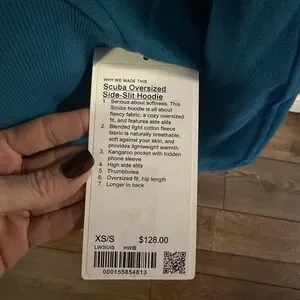 WHY WE MADE THIS
Scuba Oversized
Side-Slit Hoodie
1. Serious about softness. This
Scuba Hoodie is all about
fleecy fabric, a cozy oversized
fit, and features side slits
2. Blended light cotton fleece
fabric is naturally breathable,
soft against your skin, and
provides lightweight warmth
3. Kangaroo pocket with hidden
phone sleeve
4. High side slits
5. Thumbholes
6. Oversized fit, hip length
7. Longer in back
XS/S $128.00
HWIB
000155854813